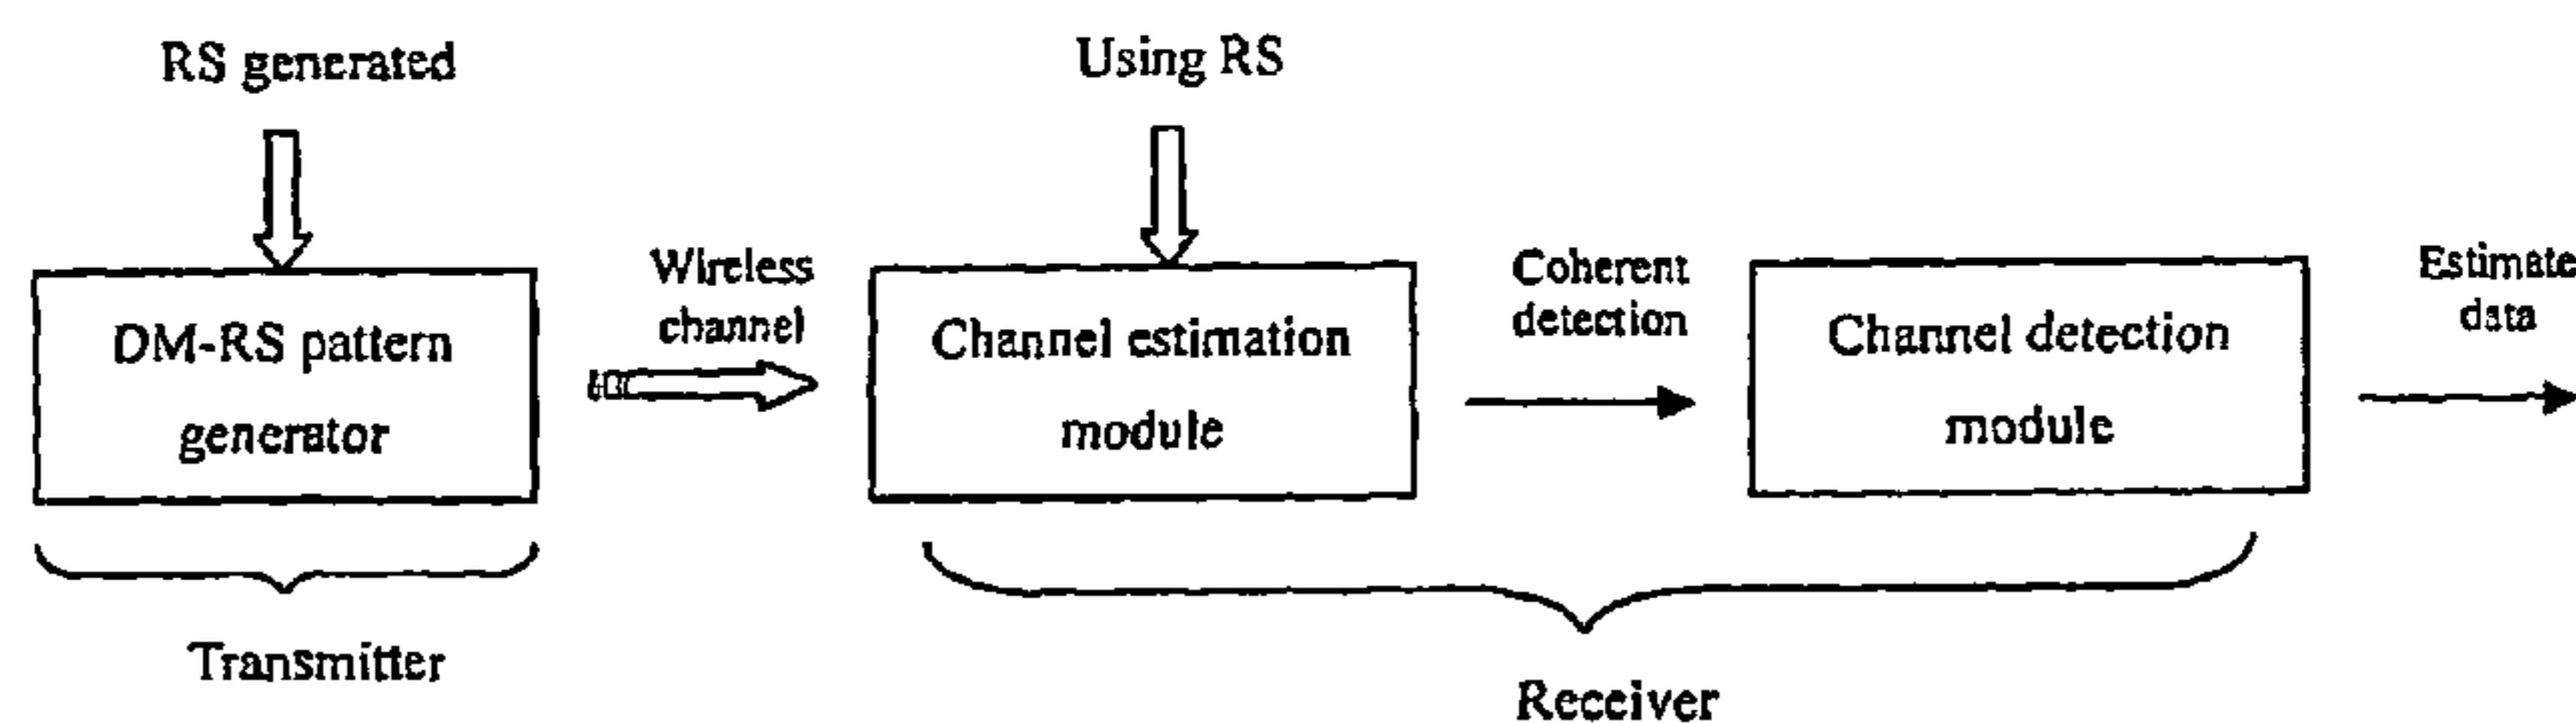 RS generated
Using RS
Wireless
channel
Coherent
detection
Estimate
data
DM-RS pattern
generator
Channel estimation
module
Channel detection
module
Transmitter
Receiver